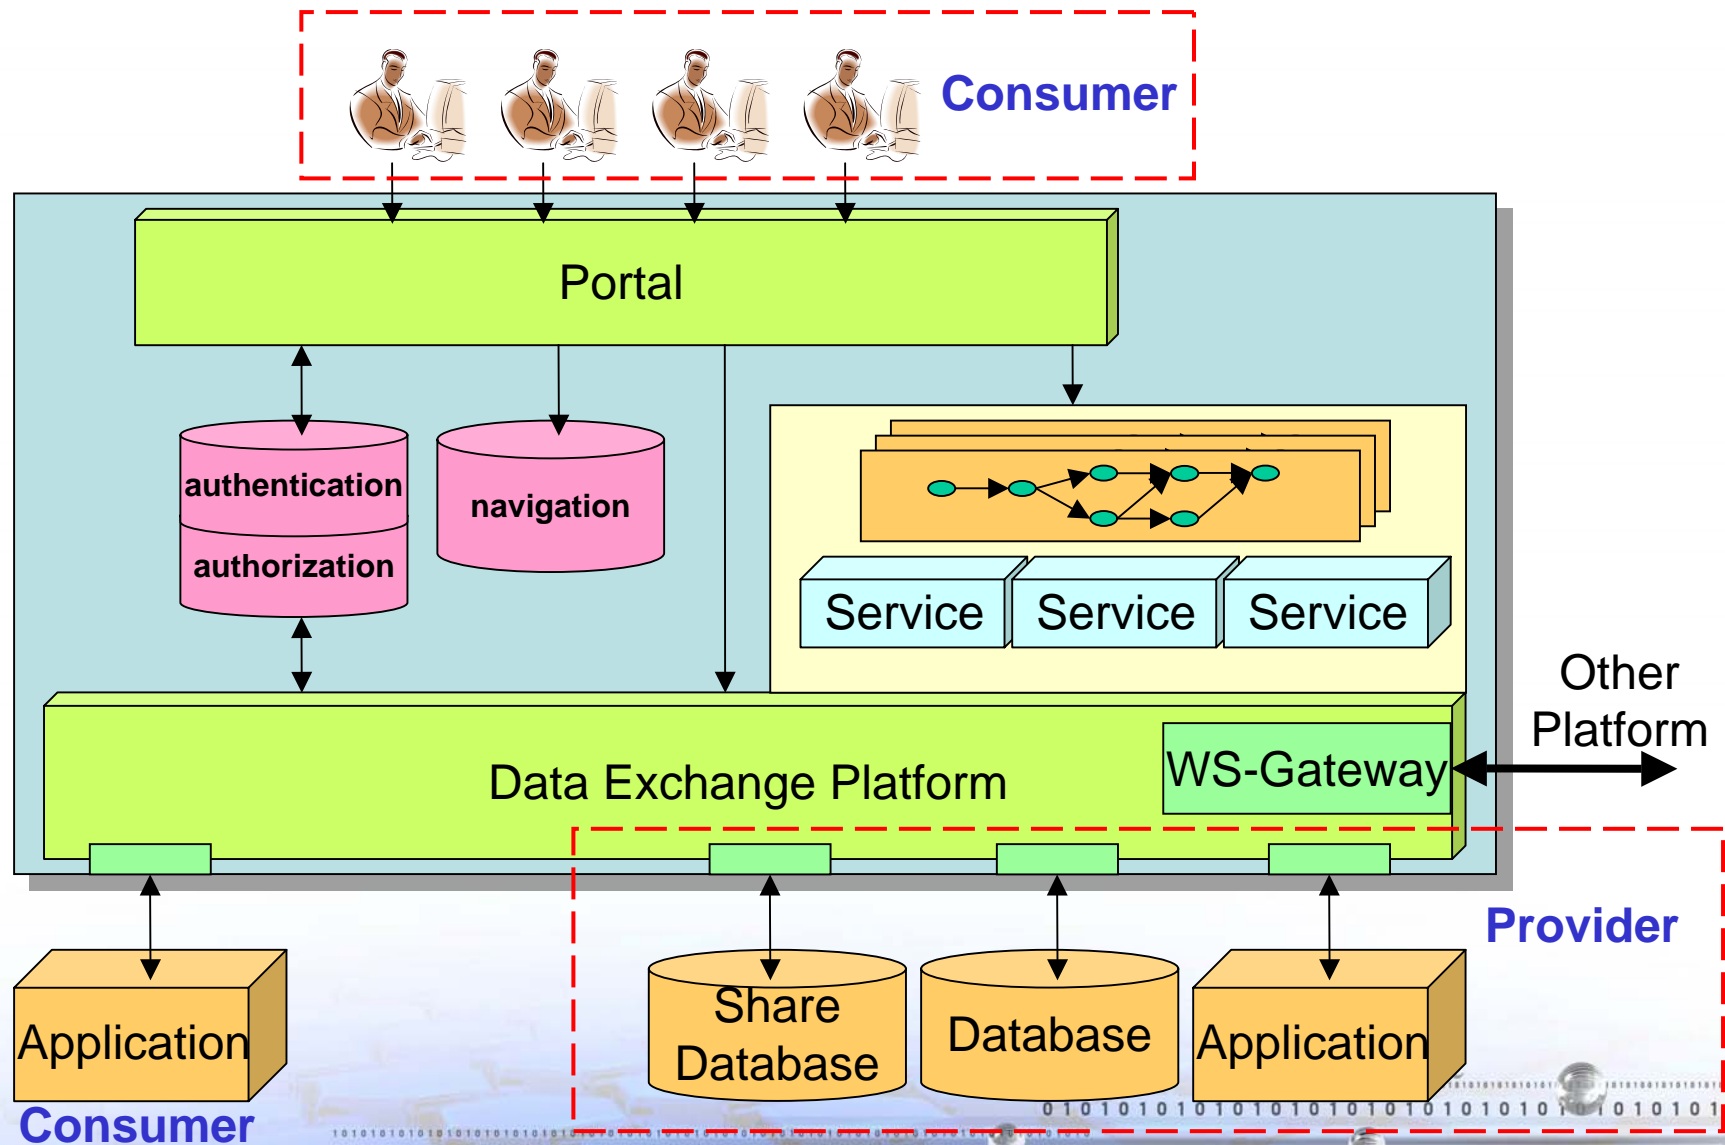 Consumer
Portal
authentication
authorization
navigation
Service
Service
Service
Other
Platform
WS-Gateway
Data Exchange Platform
Provider
Application
Share
Database
Database
Application
Consumer